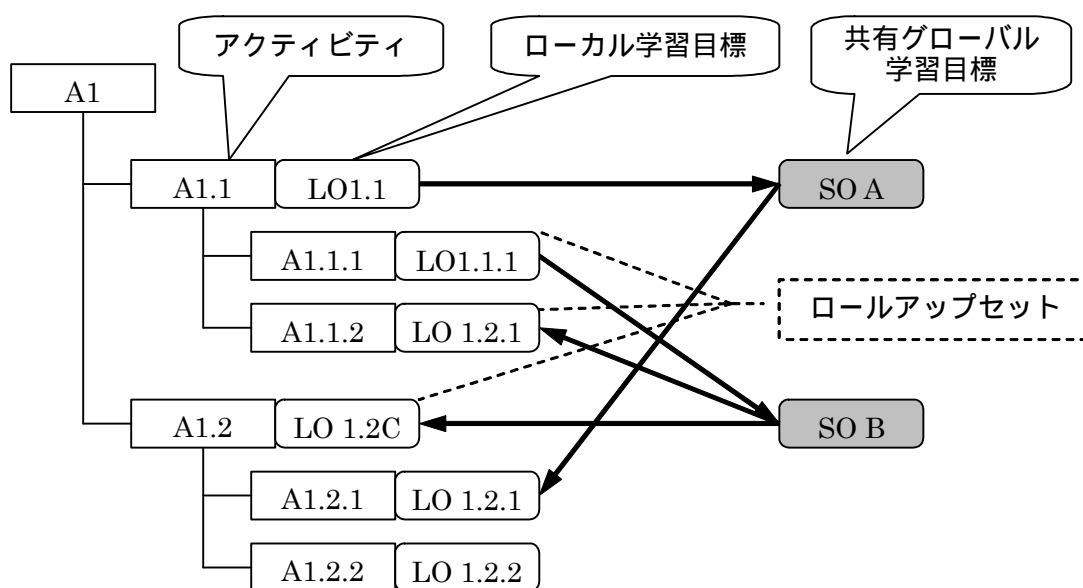 アクティビティ
ローカル学習目標
共有グローバル
学習目標
A1
A1.1 LO1.1 SO A
A1.1.1 LO1.1.1
ロールアップセット
A1.1.2 LO 1.2.1
A1.2 LO 1.2C SO B
A1.2.1 LO 1.2.1
A1.2.2 LO 1.2.2